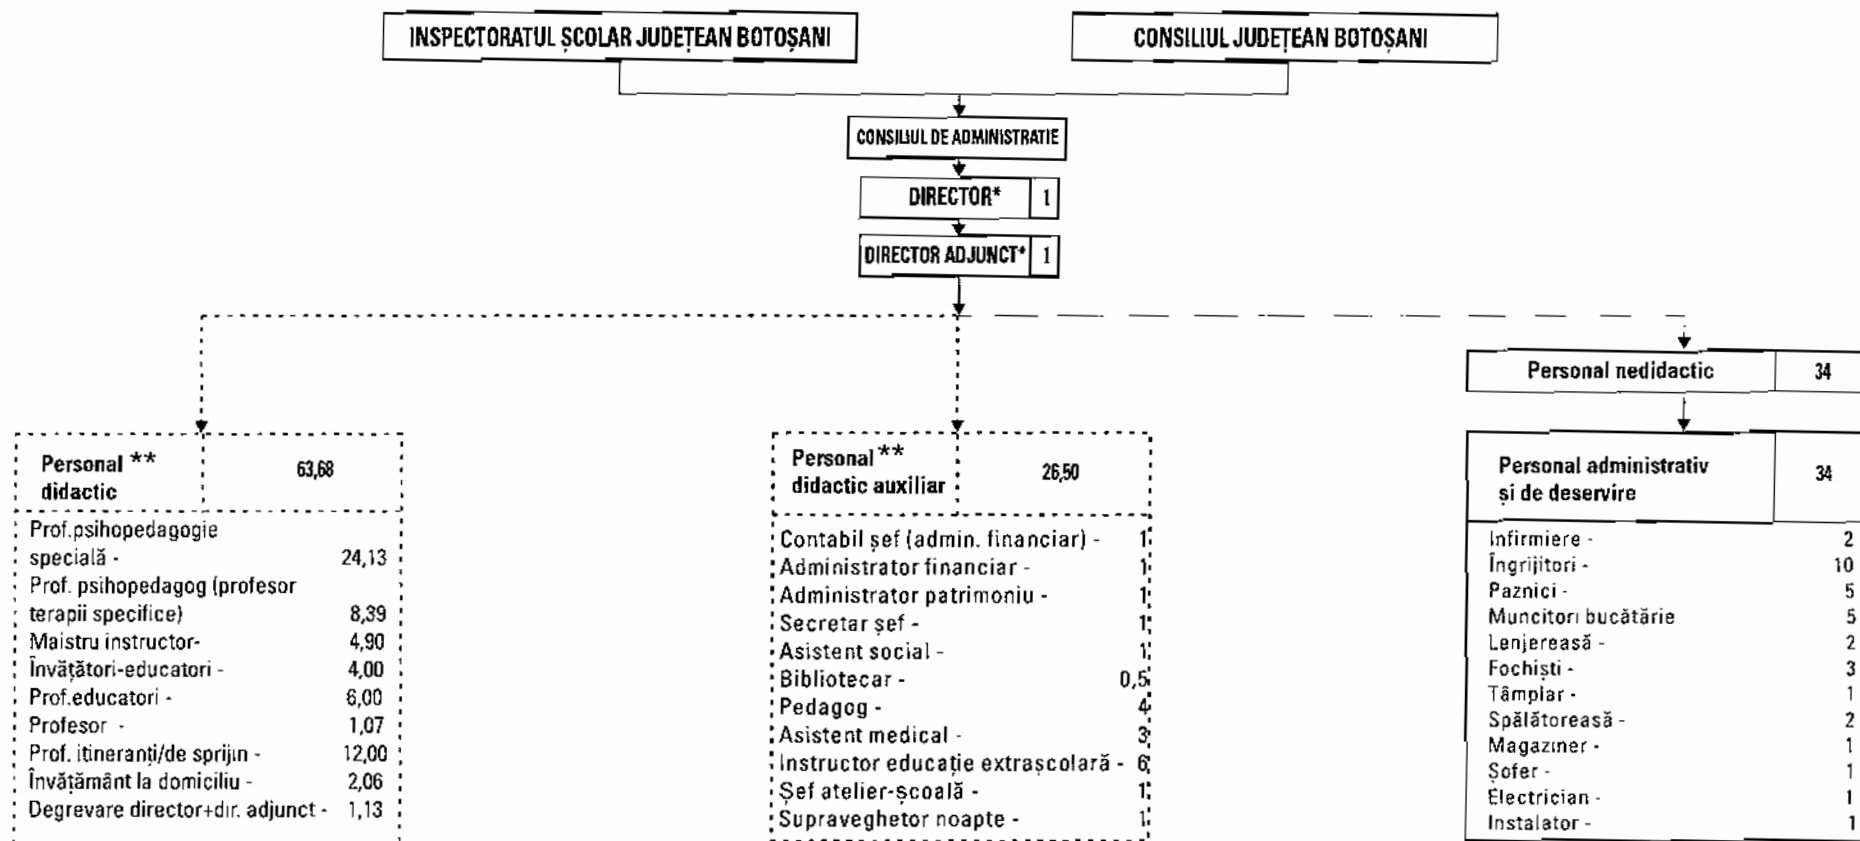 INSPECTORATUL ȘCOLAR JUDEȚEAN BOTOȘANI
CONSILIUL JUDEȚEAN BOTOȘANI
CONSILIUL DE ADMINISTRATIE
DIRECTOR* 1
DIRECTOR ADJUNCT* 1
Personal nedidactic 34
Personal ** didactic 63,68
Prof.psihopedagogie
specială - 24,13
Prof. psihopedagog (profesor
terapii specifice) 8,39
Maistru instructor- 4,90
Învățători-educatori - 4,00
Prof.educatori - 6,00
Profesor - 1,07
Prof. itineranți/de sprijin - 12,00
Învățământ la domiciliu - 2,06
Degrevare director+dir. adjunct - 1,13
Personal **
didactic auxiliar 26,50
Contabil șef (admin. financiar) - 1
Administrator financiar - 1
Administrator patrimoniu - 1
Secretar șef - 1
Asistent social - 1
Bibliotecar - 0,5
Pedagog - 4
Asistent medical - 3
Instructor educație extrașcolară - 6
Șef atelier-școală - 1
Supraveghetor noapte - 1
Personal administrativ
și de deservire 34
Infirmiere - 2
Îngrijitori - 10
Paznici - 5
Muncitori bucătărie 5
Lenjereasă - 2
Fochiști - 3
Tâmplar - 1
Spălătoreasă - 2
Magaziner - 1
Șofer - 1
Electrician - 1
Instalator - 1